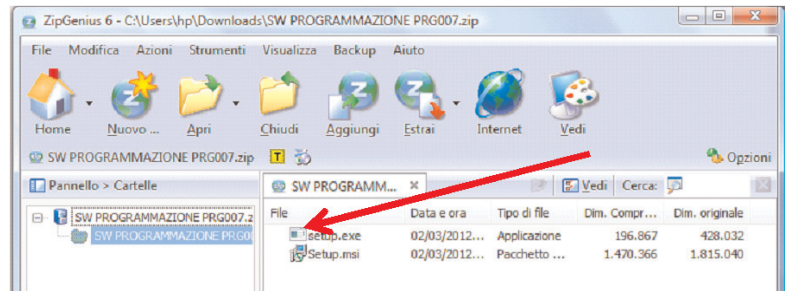 ZipGenius 6 - C:\Users\hp\Downloads\SW PROGRAMMAZIONE PRG007.zip
File Modifica Azioni Strumenti Visualizza Backup Aiuto
Home Nuovo ... Apri Chiudi Aggiungi Estrai Internet Vedi
SW PROGRAMMAZIONE PRG007.zip T Opzioni
Pannello > Cartelle SW PROGRAMM... Vedi Cerca:
File Data e ora Tipo di file Dim. Compr... Dim. originale
SW PROGRAMMAZIONE PRG007.z
SW PROGRAMMAZIONE PRG0
setup.exe 02/03/2012... Applicazione 196.867 428.032
Setup.msi 02/03/2012... Pacchetto ... 1.470.366 1.815.040